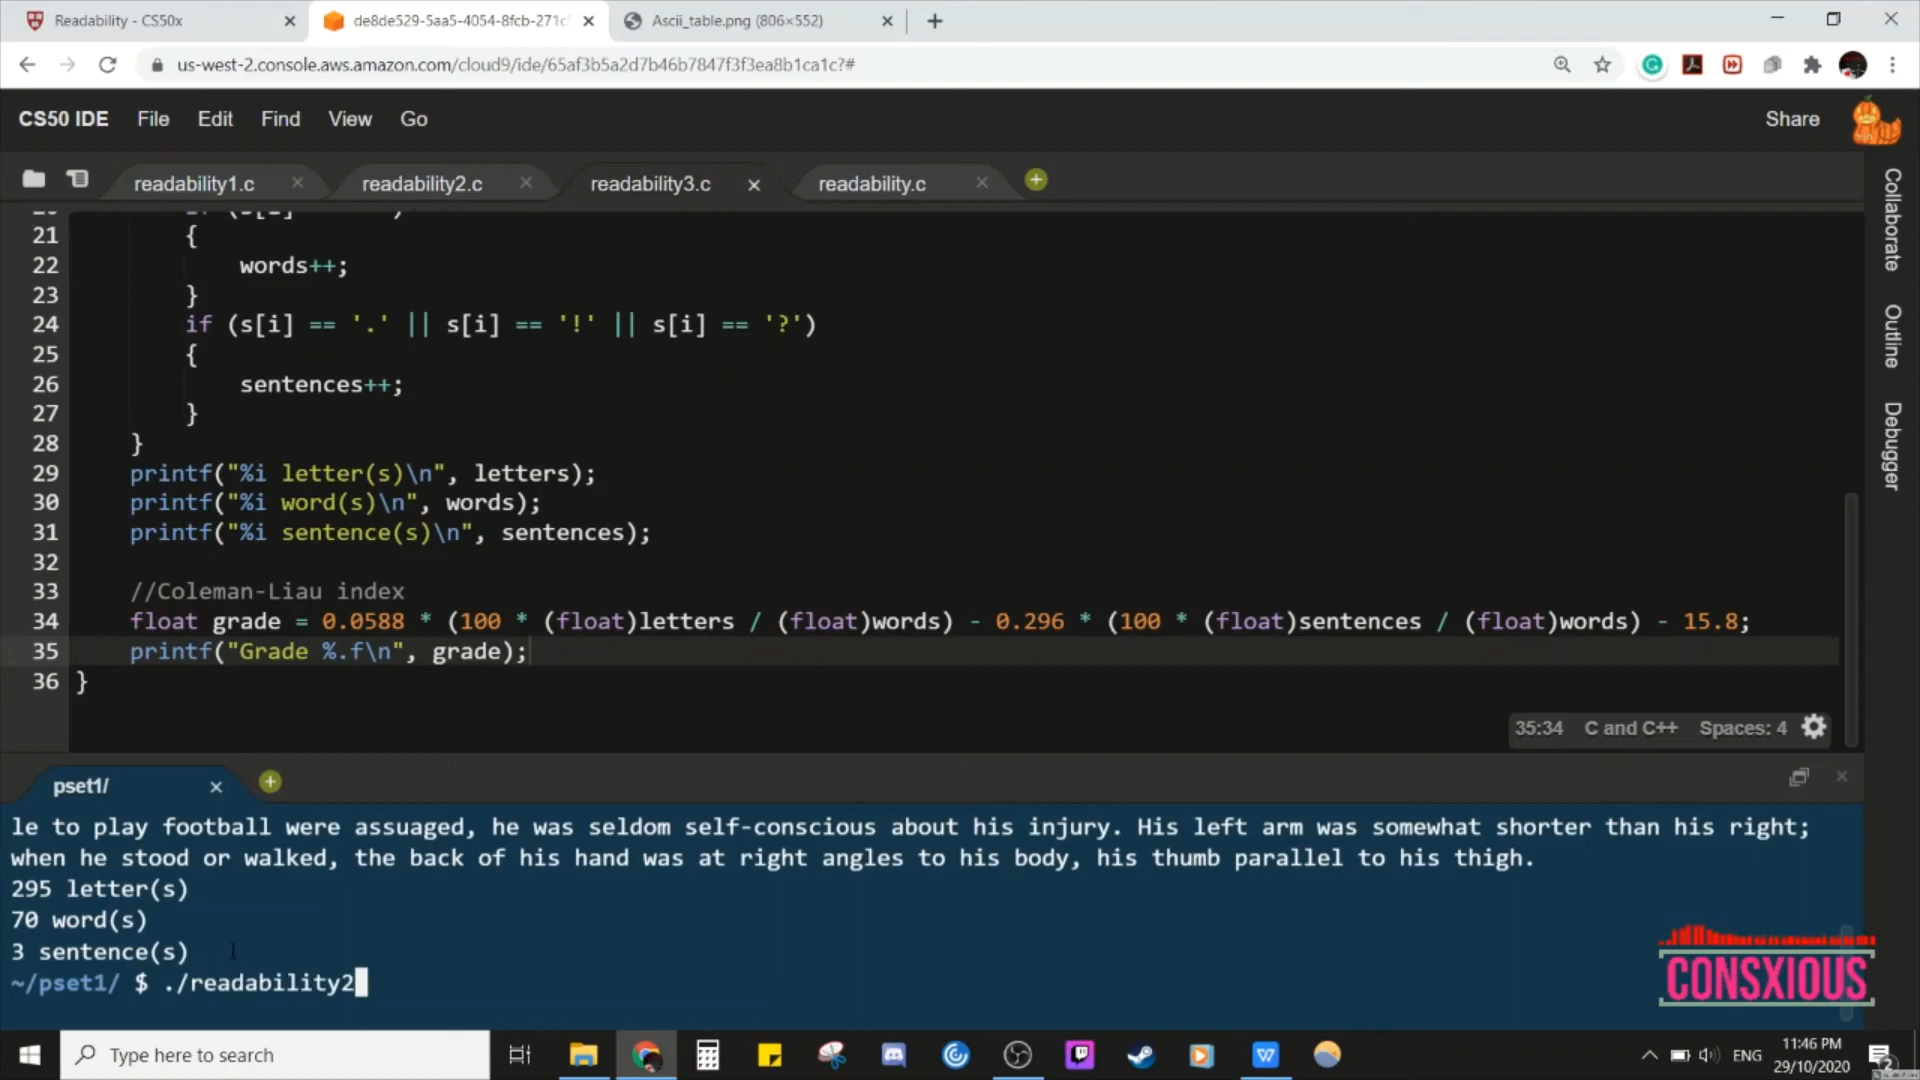 Readability - CS50x
de8de529-5aa5-4054-8fcb-271c
Ascii_table.png (806×552)
us-west-2.console.aws.amazon.com/cloud9/ide/65af3b5a2d7b46b7847f3f3ea8b1ca1c?#
CS50 IDE File Edit Find View Go Share
readability1.c readability2.c readability3.c readability.c
Collaborate
Outline
Debugger
21 {
22 words++;
23 }
24 if (s[i] == '.' || s[i] == '!' || s[i] == '?')
25 {
26 sentences++;
27 }
28 }
29 printf("%i letter(s)\n", letters);
30 printf("%i word(s)\n", words);
31 printf("%i sentence(s)\n", sentences);
32
33 //Coleman-Liau index
34 float grade = 0.0588 * (100 * (float)letters / (float)words) - 0.296 * (100 * (float)sentences / (float)words) - 15.8;
35 printf("Grade %.f\n", grade);
36 }
35:34 C and C++ Spaces: 4
pset1/
le to play football were assuaged, he was seldom self-conscious about his injury. His left arm was somewhat shorter than his right;
when he stood or walked, the back of his hand was at right angles to his body, his thumb parallel to his thigh.
295 letter(s)
70 word(s)
3 sentence(s)
~/pset1/ $ ./readability2
CONSXIOUS
Type here to search
ENG
11:46 PM
29/10/2020